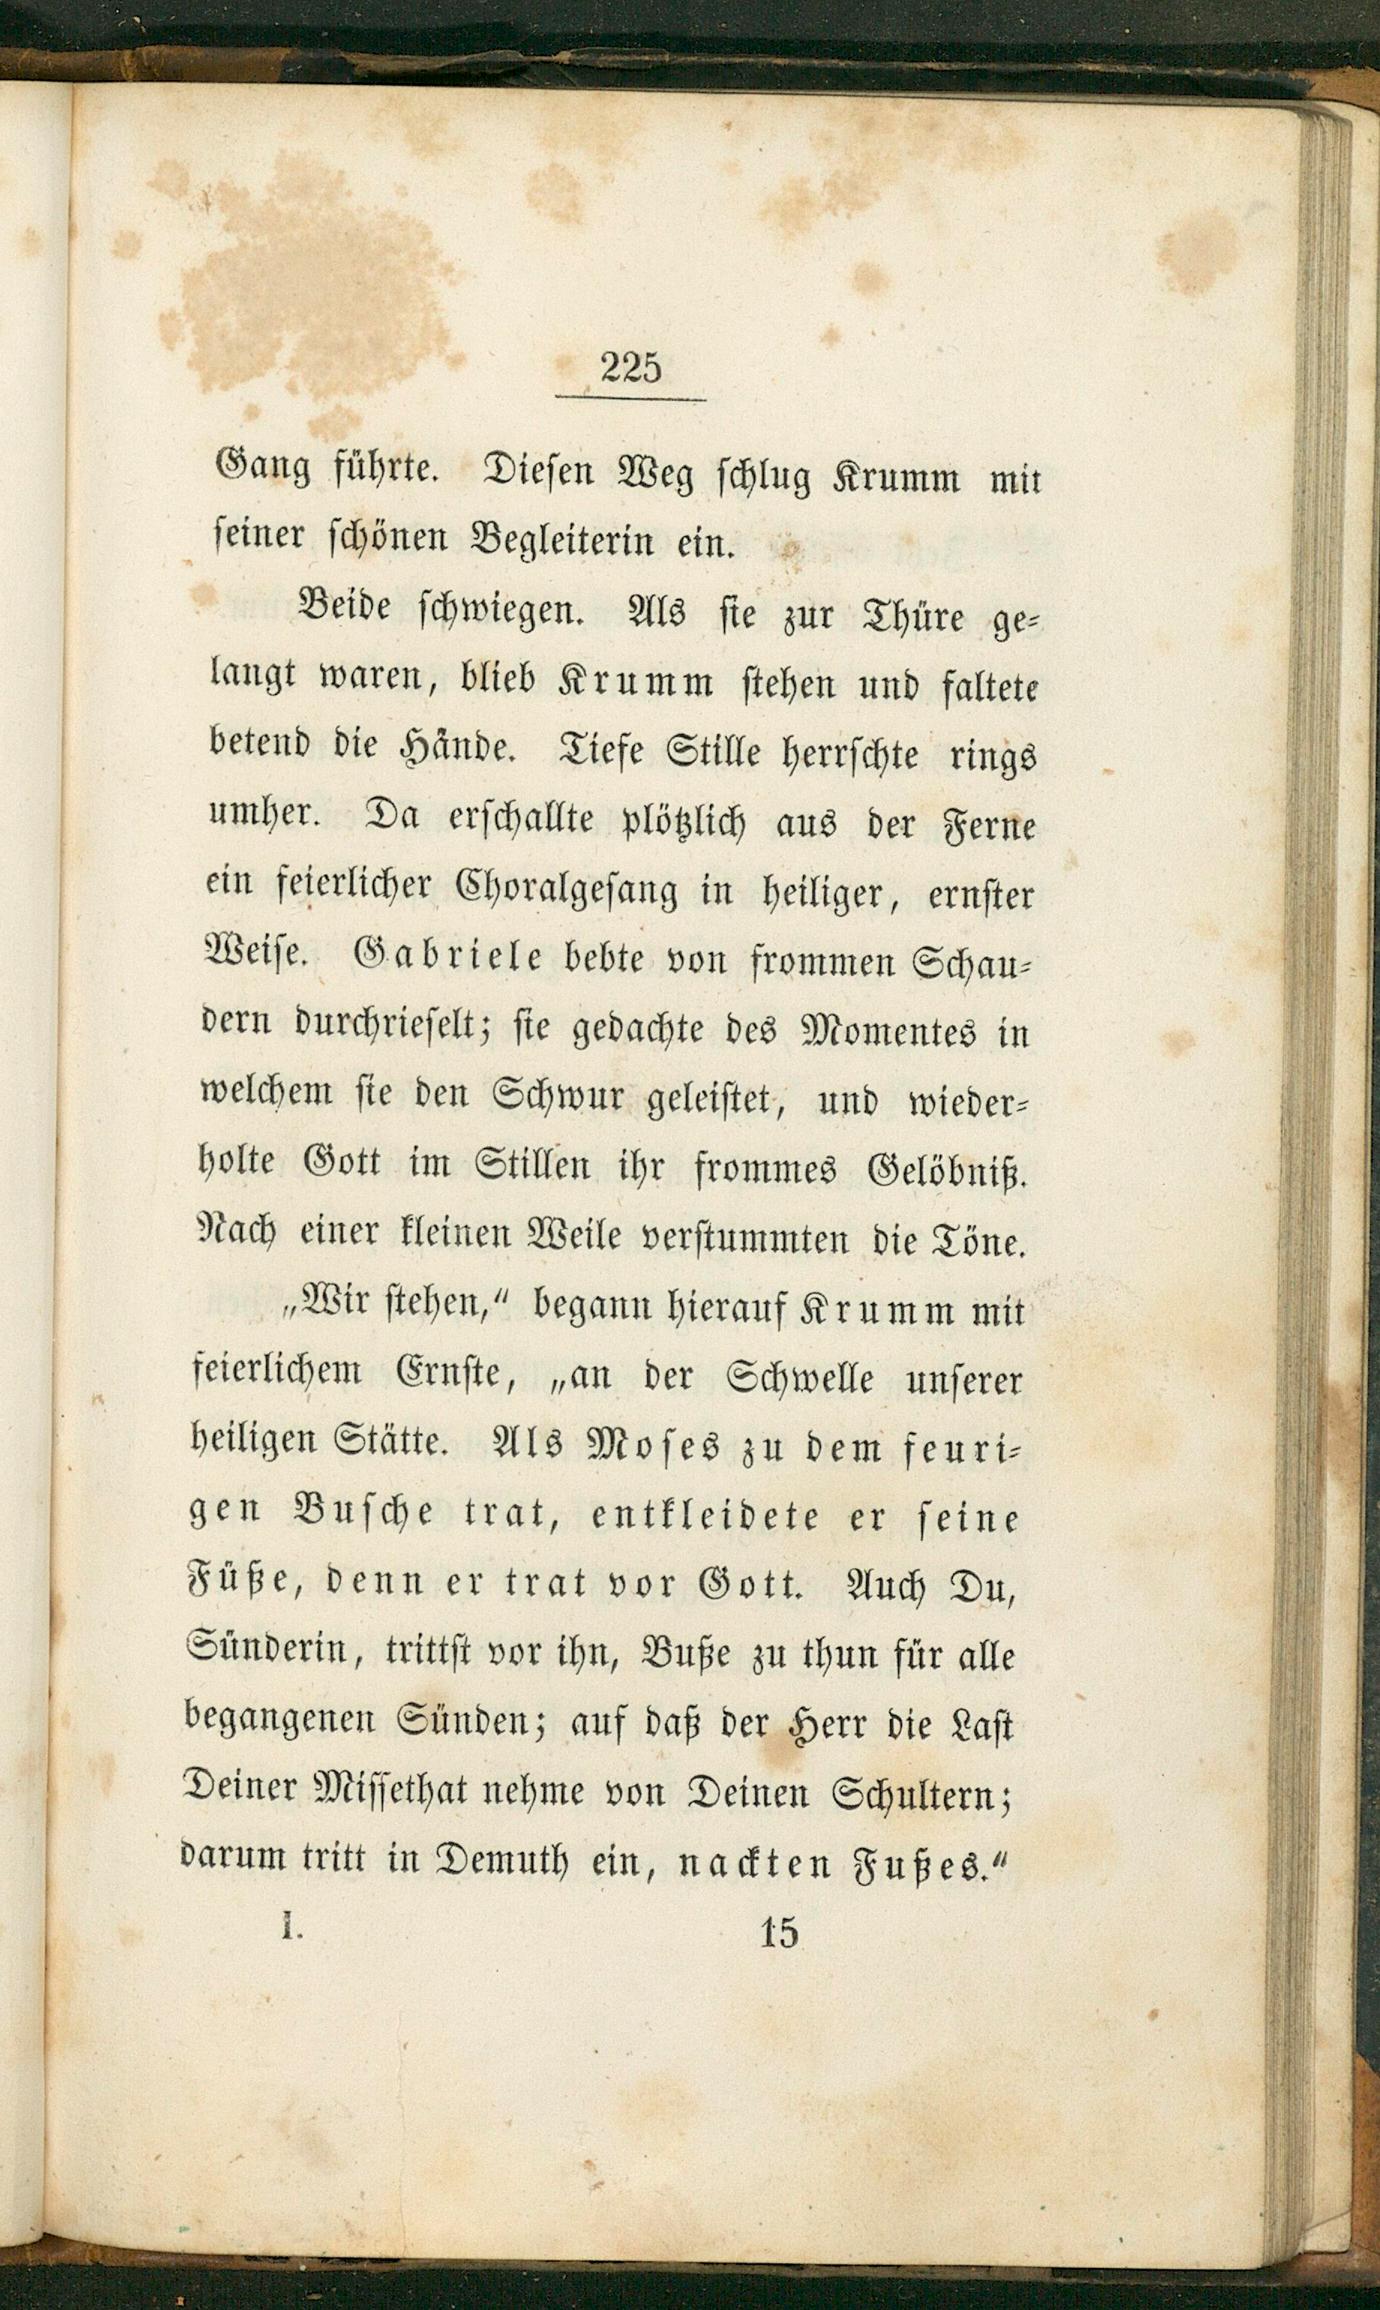 225
Gang führte. Diesen Weg schlug Krumm mit
seiner schönen Begleiterin ein.
Beide schwiegen. Als sie zur Thüre ge-
langt waren, blieb Krumm stehen und faltete
betend die Hände. Tiefe Stille herrschte rings
umher. Da erschallte plötzlich aus der Ferne
ein feierlicher Choralgesang in heiliger, ernster
Weise. Gabriele bebte von frommen Schau-
dern durchrieselt; sie gedachte des Momentes in
welchem sie den Schwur geleistet, und wieder-
holte Gott im Stillen ihr frommes Gelöbniß.
Nach einer kleinen Weile verstummten die Töne.
„Wir stehen,“ begann hierauf Krumm mit
feierlichem Ernste, „an der Schwelle unserer
heiligen Stätte. Als Moses zu dem feuri-
gen Busche trat, entkleidete er seine
Füße, denn er trat vor Gott. Auch Du,
Sünderin, trittst vor ihn, Buße zu thun für alle
begangenen Sünden; auf daß der Herr die Last
Deiner Missethat nehme von Deinen Schultern;
darum tritt in Demuth ein, nackten Fußes.“
I. 15